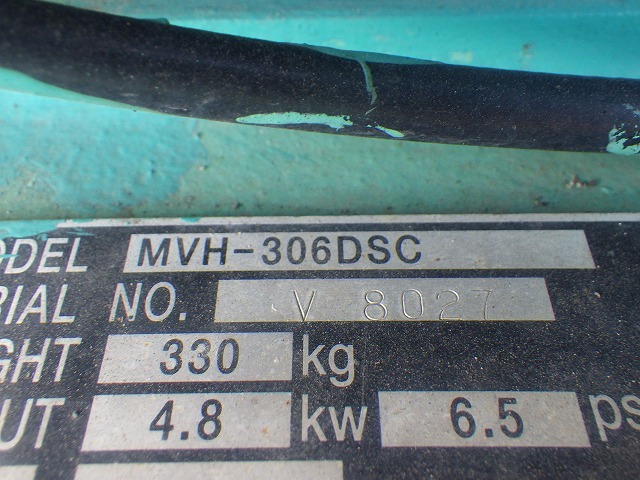 ODEL MVH-306DSC
RIAL NO. V 8027
GHT 330 kg
UT 4.8 kw 6.5 ps